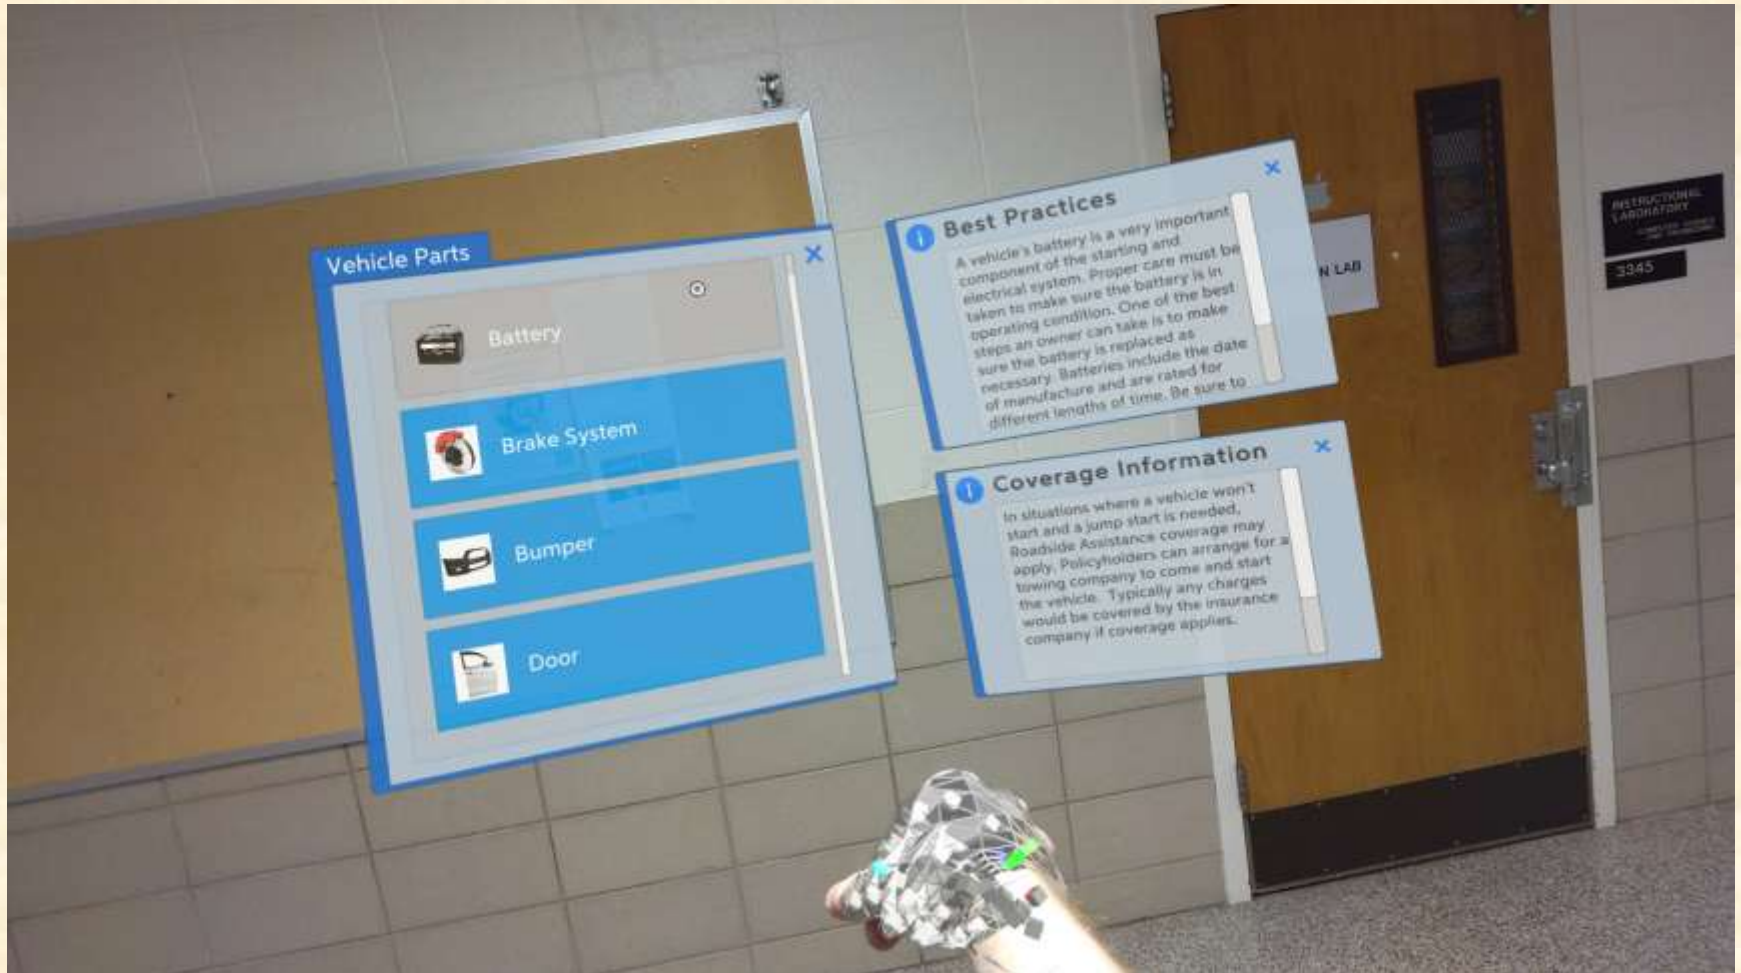 Vehicle Parts
Battery
Brake System
Bumper
Door
Best Practices
A vehicle's battery is a very important
component of the starting and
electrical system. Proper care must be
taken to make sure the battery is in
operating condition. One of the best
steps an owner can take is to make
sure the battery is replaced as
necessary. Batteries include the date
of manufacture and are rated for
different lengths of time. Be sure to
Coverage Information
In situations where a vehicle won't
start and a jump start is needed,
Roadside Assistance coverage may
apply. Policyholders can arrange for a
towing company to come and start
the vehicle. Typically any charges
would be covered by the insurance
company if coverage applies.
N LAB
INSTRUCTIONAL
LABORATORY
3345